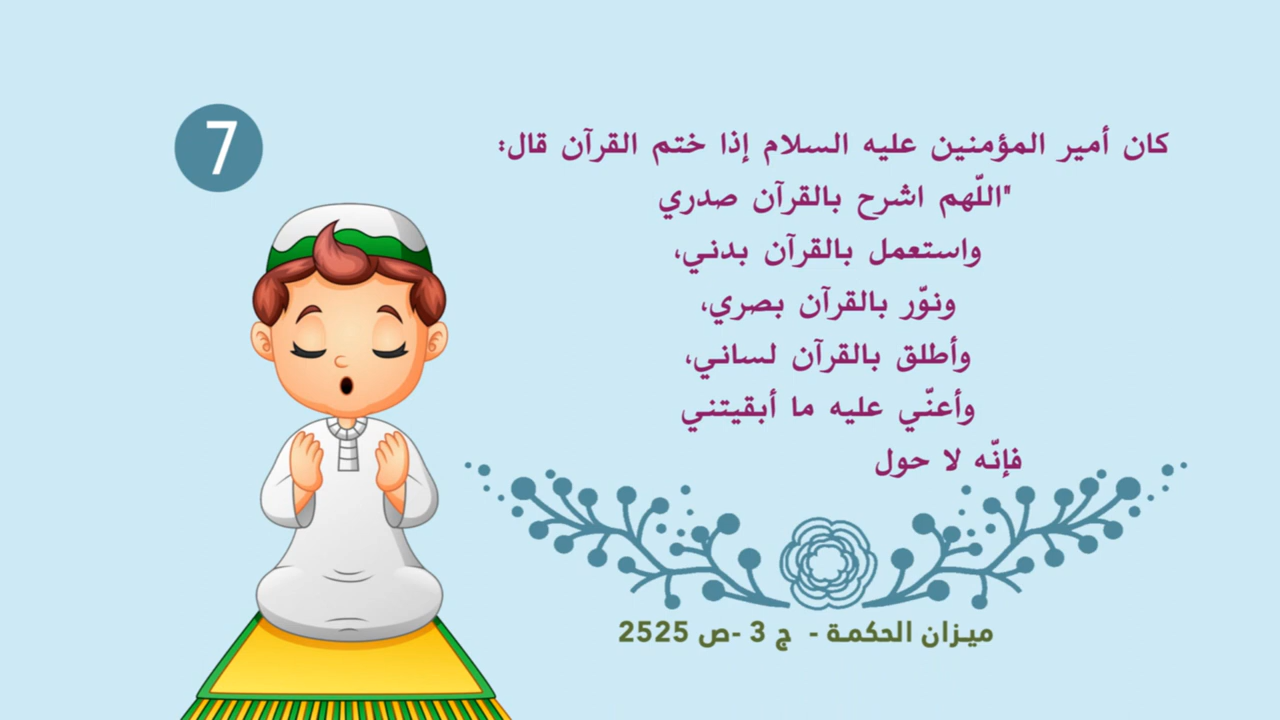 7
كان أمير المؤمنين عليه السلام إذا ختم القرآن قال:
"اللّهم اشرح بالقرآن صدري
واستعمل بالقرآن بدني،
ونوّر بالقرآن بصري،
وأطلق بالقرآن لساني،
وأعنّي عليه ما أبقيتني
فإنّه لا حول
ميزان الحكمة - ج 3 -ص 2525